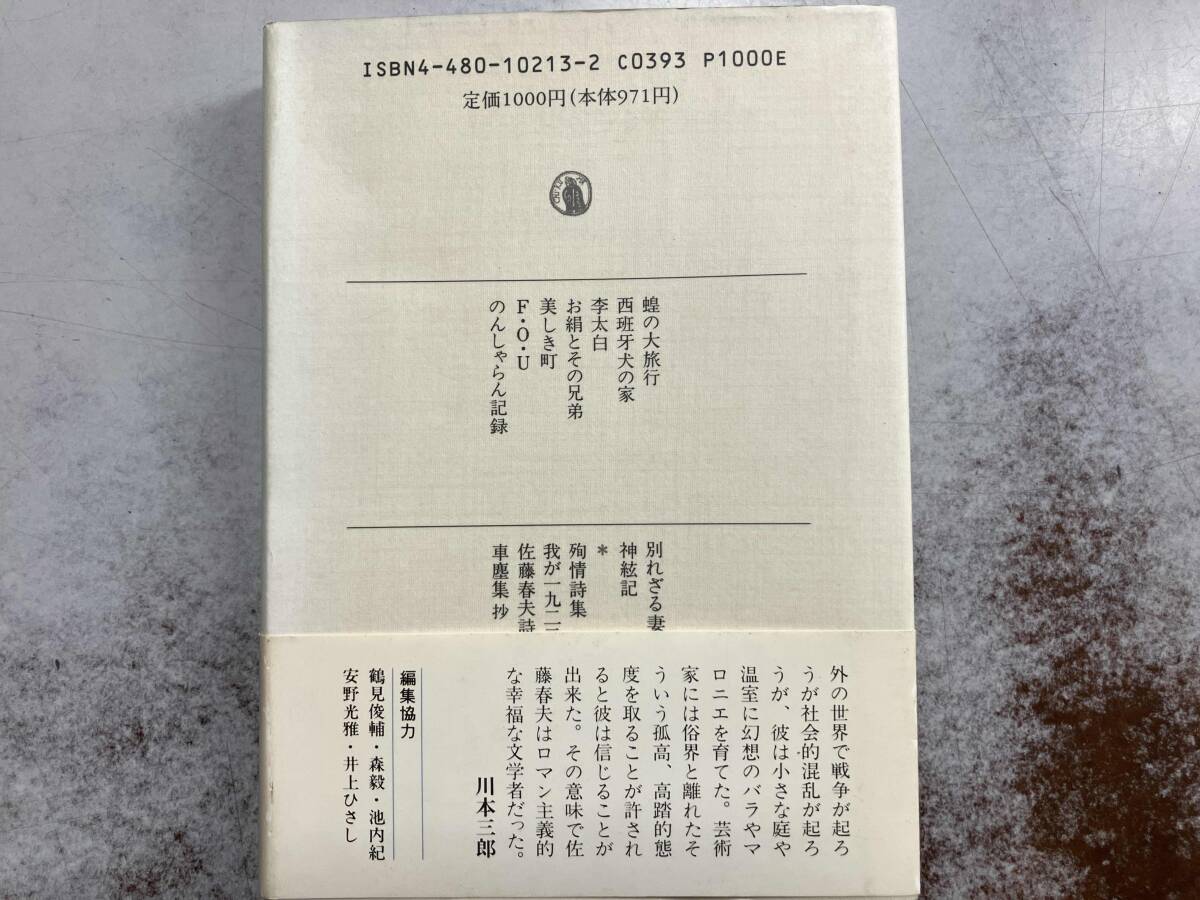 ISBN4-480-10213-2 C0393 P1000E
定価1000円(本体971円)
蝗の大旅行
西班牙犬の家
李太白
お絹とその兄弟
美しき町
F・O・U
のんしゃらん記録
別れざる妻
神絃記
*
殉情詩集
我が一九二
佐藤春夫詩
車塵集 抄
外の世界で戦争が起ろ
うが社会的混乱が起ろ
うが、彼は小さな庭や
温室に幻想のバラやマ
ロニエを育てた。芸術
家には俗界と離れたそ
ういう孤高、高踏的態
度を取ることが許され
ると彼は信じることが
出来た。その意味で佐
藤春夫はロマン主義的
な幸福な文学者だった。
川本三郎
編集協力
鶴見俊輔・森毅・池内紀
安野光雅・井上ひさし